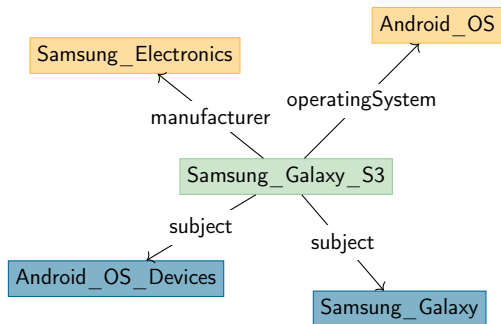 Android_OS
Samsung_Electronics
operatingSystem
manufacturer
Samsung_Galaxy_S3
subject
subject
Android_OS_Devices
Samsung_Galaxy